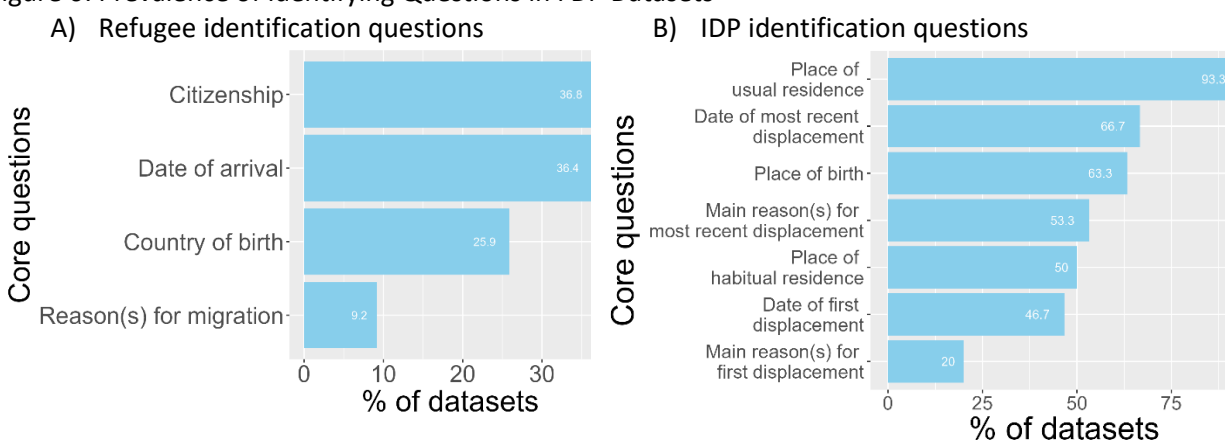 A) Refugee identification questions
Core questions
Citizenship
36.8
Date of arrival
36.4
Country of birth
25.9
Reason(s) for migration
9.2
0 10 20 30
% of datasets
B) IDP identification questions
Core questions
Place of
usual residence
93.3
Date of most recent
displacement
66.7
Place of birth
63.3
Main reason(s) for
most recent displacement
53.3
Place of
habitual residence
50
Date of first
displacement
46.7
Main reason(s) for
first displacement
20
0 25 50 75
% of datasets